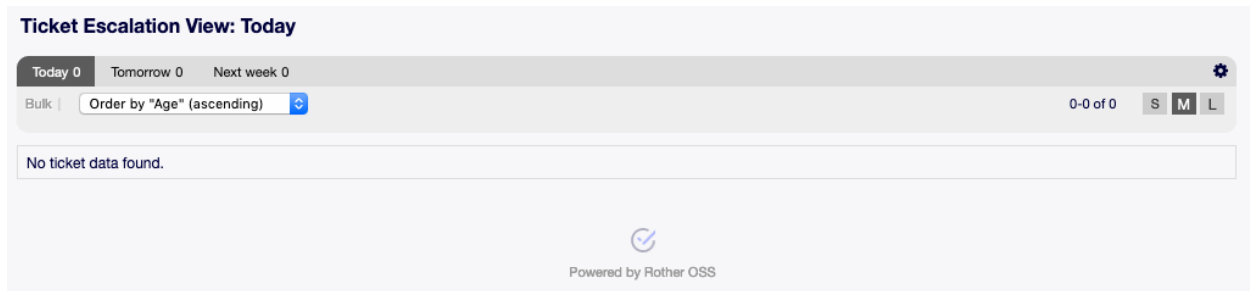 Ticket Escalation View: Today
Today 0 Tomorrow 0 Next week 0
Bulk | Order by "Age" (ascending) 0-0 of 0 S M L
No ticket data found.
Powered by Rother OSS